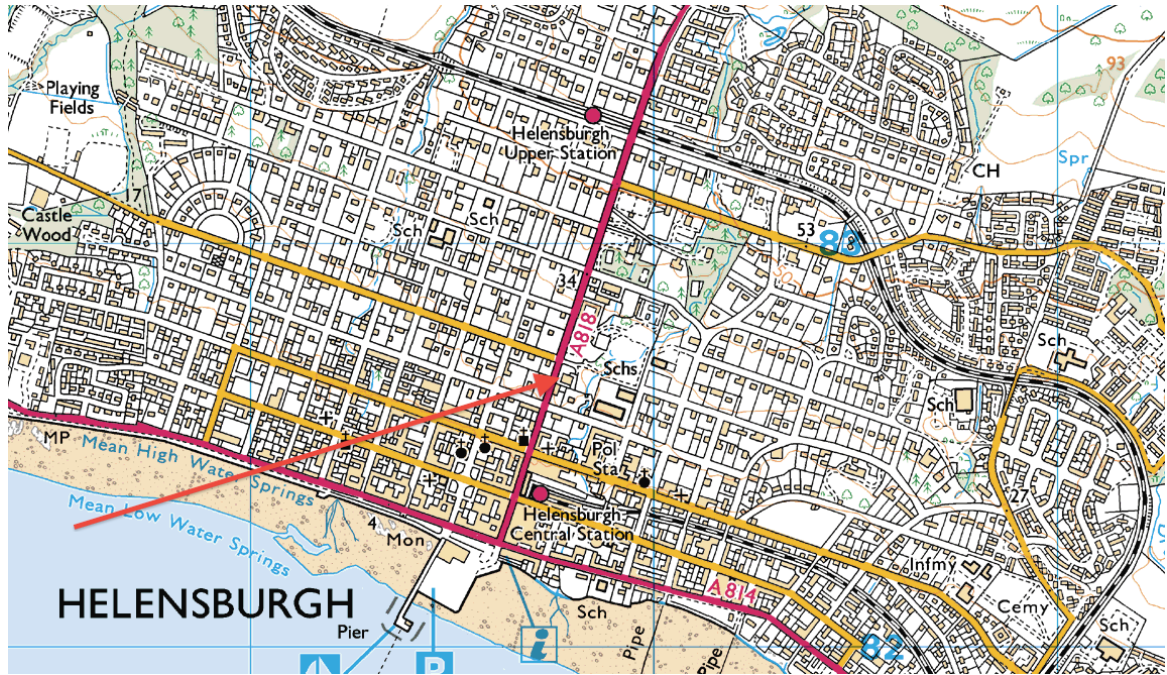 93
Playing
Fields
Helensburgh
Upper Station
Spr
CH
17
Sch
Castle
Wood
Sch
53
83
50
34
A818
Sch
Schs
Sch
MP
Mean High Water Springs
Pol
Sta
27
Mean Low Water Springs
4
Mon
Helensburgh
Central Station
Infmy
A 814
Cemy
HELENSBURGH
Sch
Sch
Pier
Pipe
Pipe
82
i
P